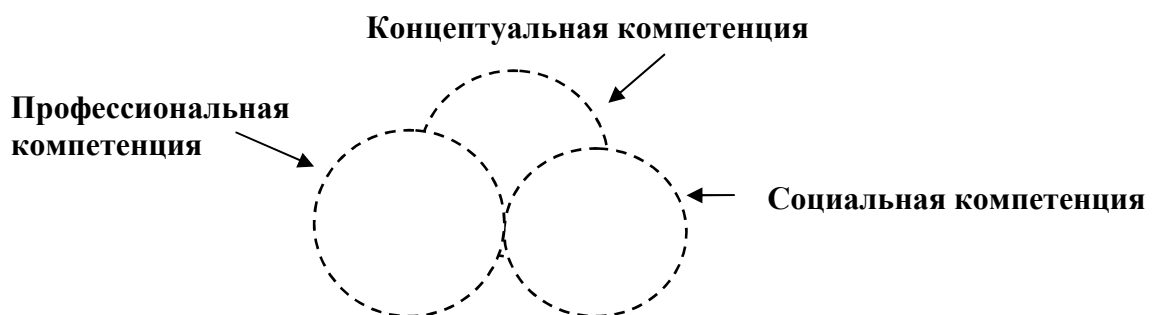 Концептуальная компетенция
Профессиональная
компетенция
Социальная компетенция